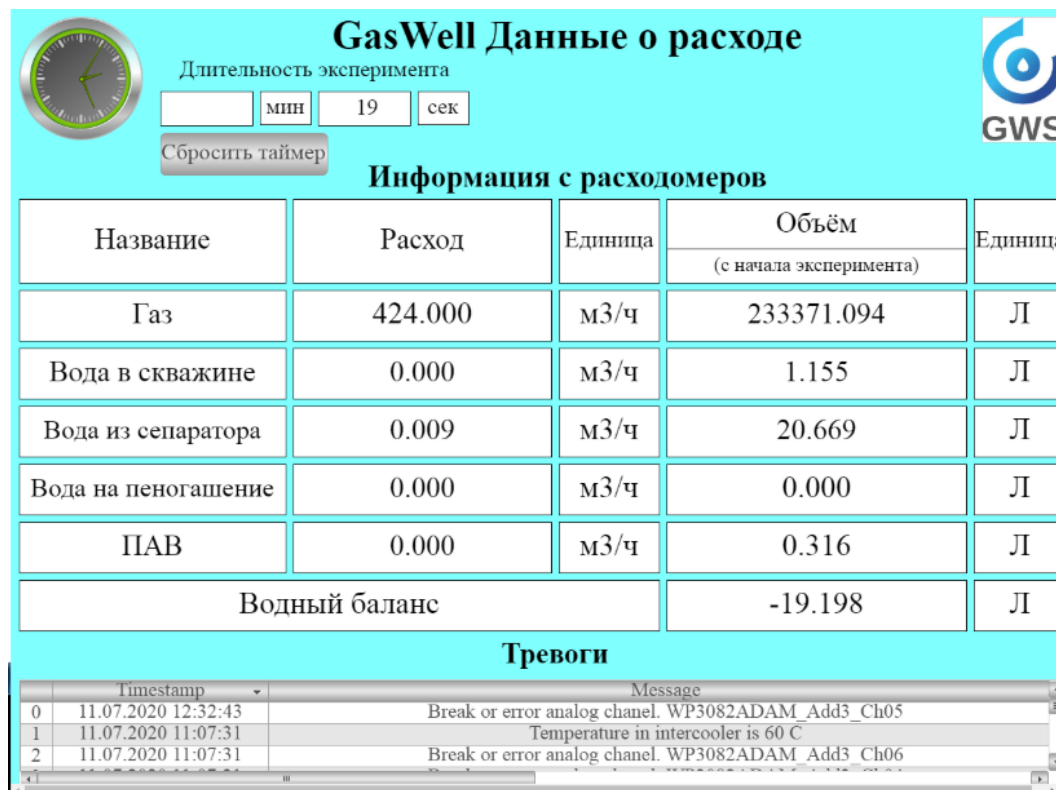 GasWell Данные о расходе
Длительность эксперимента
мин 19 сек
Сбросить таймер
GWS
Информация с расходомеров
Название Расход Единица Объём Единица
(с начала эксперимента)
Газ 424.000 м3/ч 233371.094 Л
Вода в скважине 0.000 м3/ч 1.155 Л
Вода из сепаратора 0.009 м3/ч 20.669 Л
Вода на пеногашение 0.000 м3/ч 0.000 Л
ПАВ 0.000 м3/ч 0.316 Л
Водный баланс -19.198 Л
Тревоги
Timestamp Message
0 11.07.2020 12:32:43 Break or error analog chanel. WP3082ADAM_Add3_Ch05
1 11.07.2020 11:07:31 Temperature in intercooler is 60 C
2 11.07.2020 11:07:31 Break or error analog chanel. WP3082ADAM_Add3_Ch06